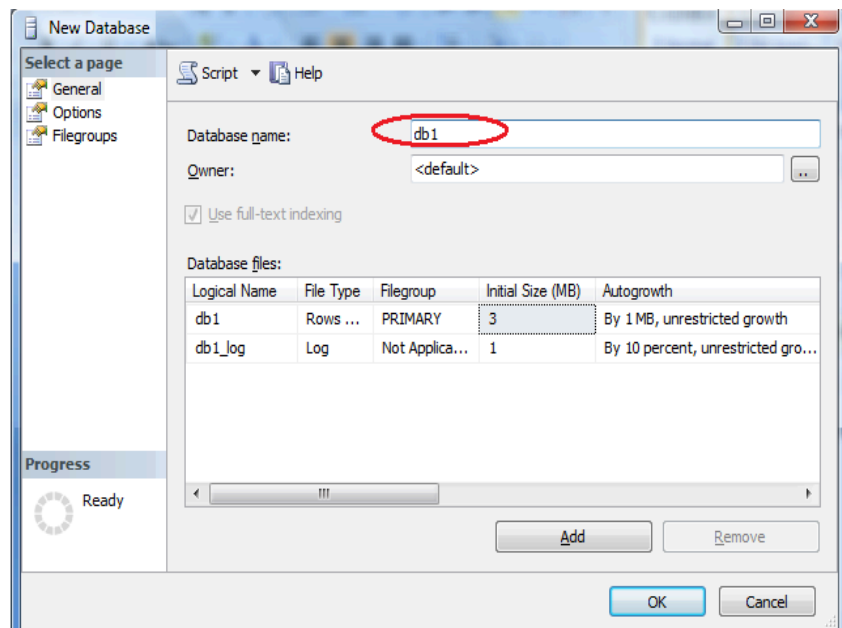 New Database
Select a page
General
Options
Filegroups
Script
Help
Database name:
db1
Owner:
<default>
..
Use full-text indexing
Database files:
Logical Name File Type Filegroup Initial Size (MB) Autogrowth
db1 Rows ... PRIMARY 3 By 1 MB, unrestricted growth
db1_log Log Not Applica... 1 By 10 percent, unrestricted gro...
Progress
Ready
Add
Remove
OK
Cancel